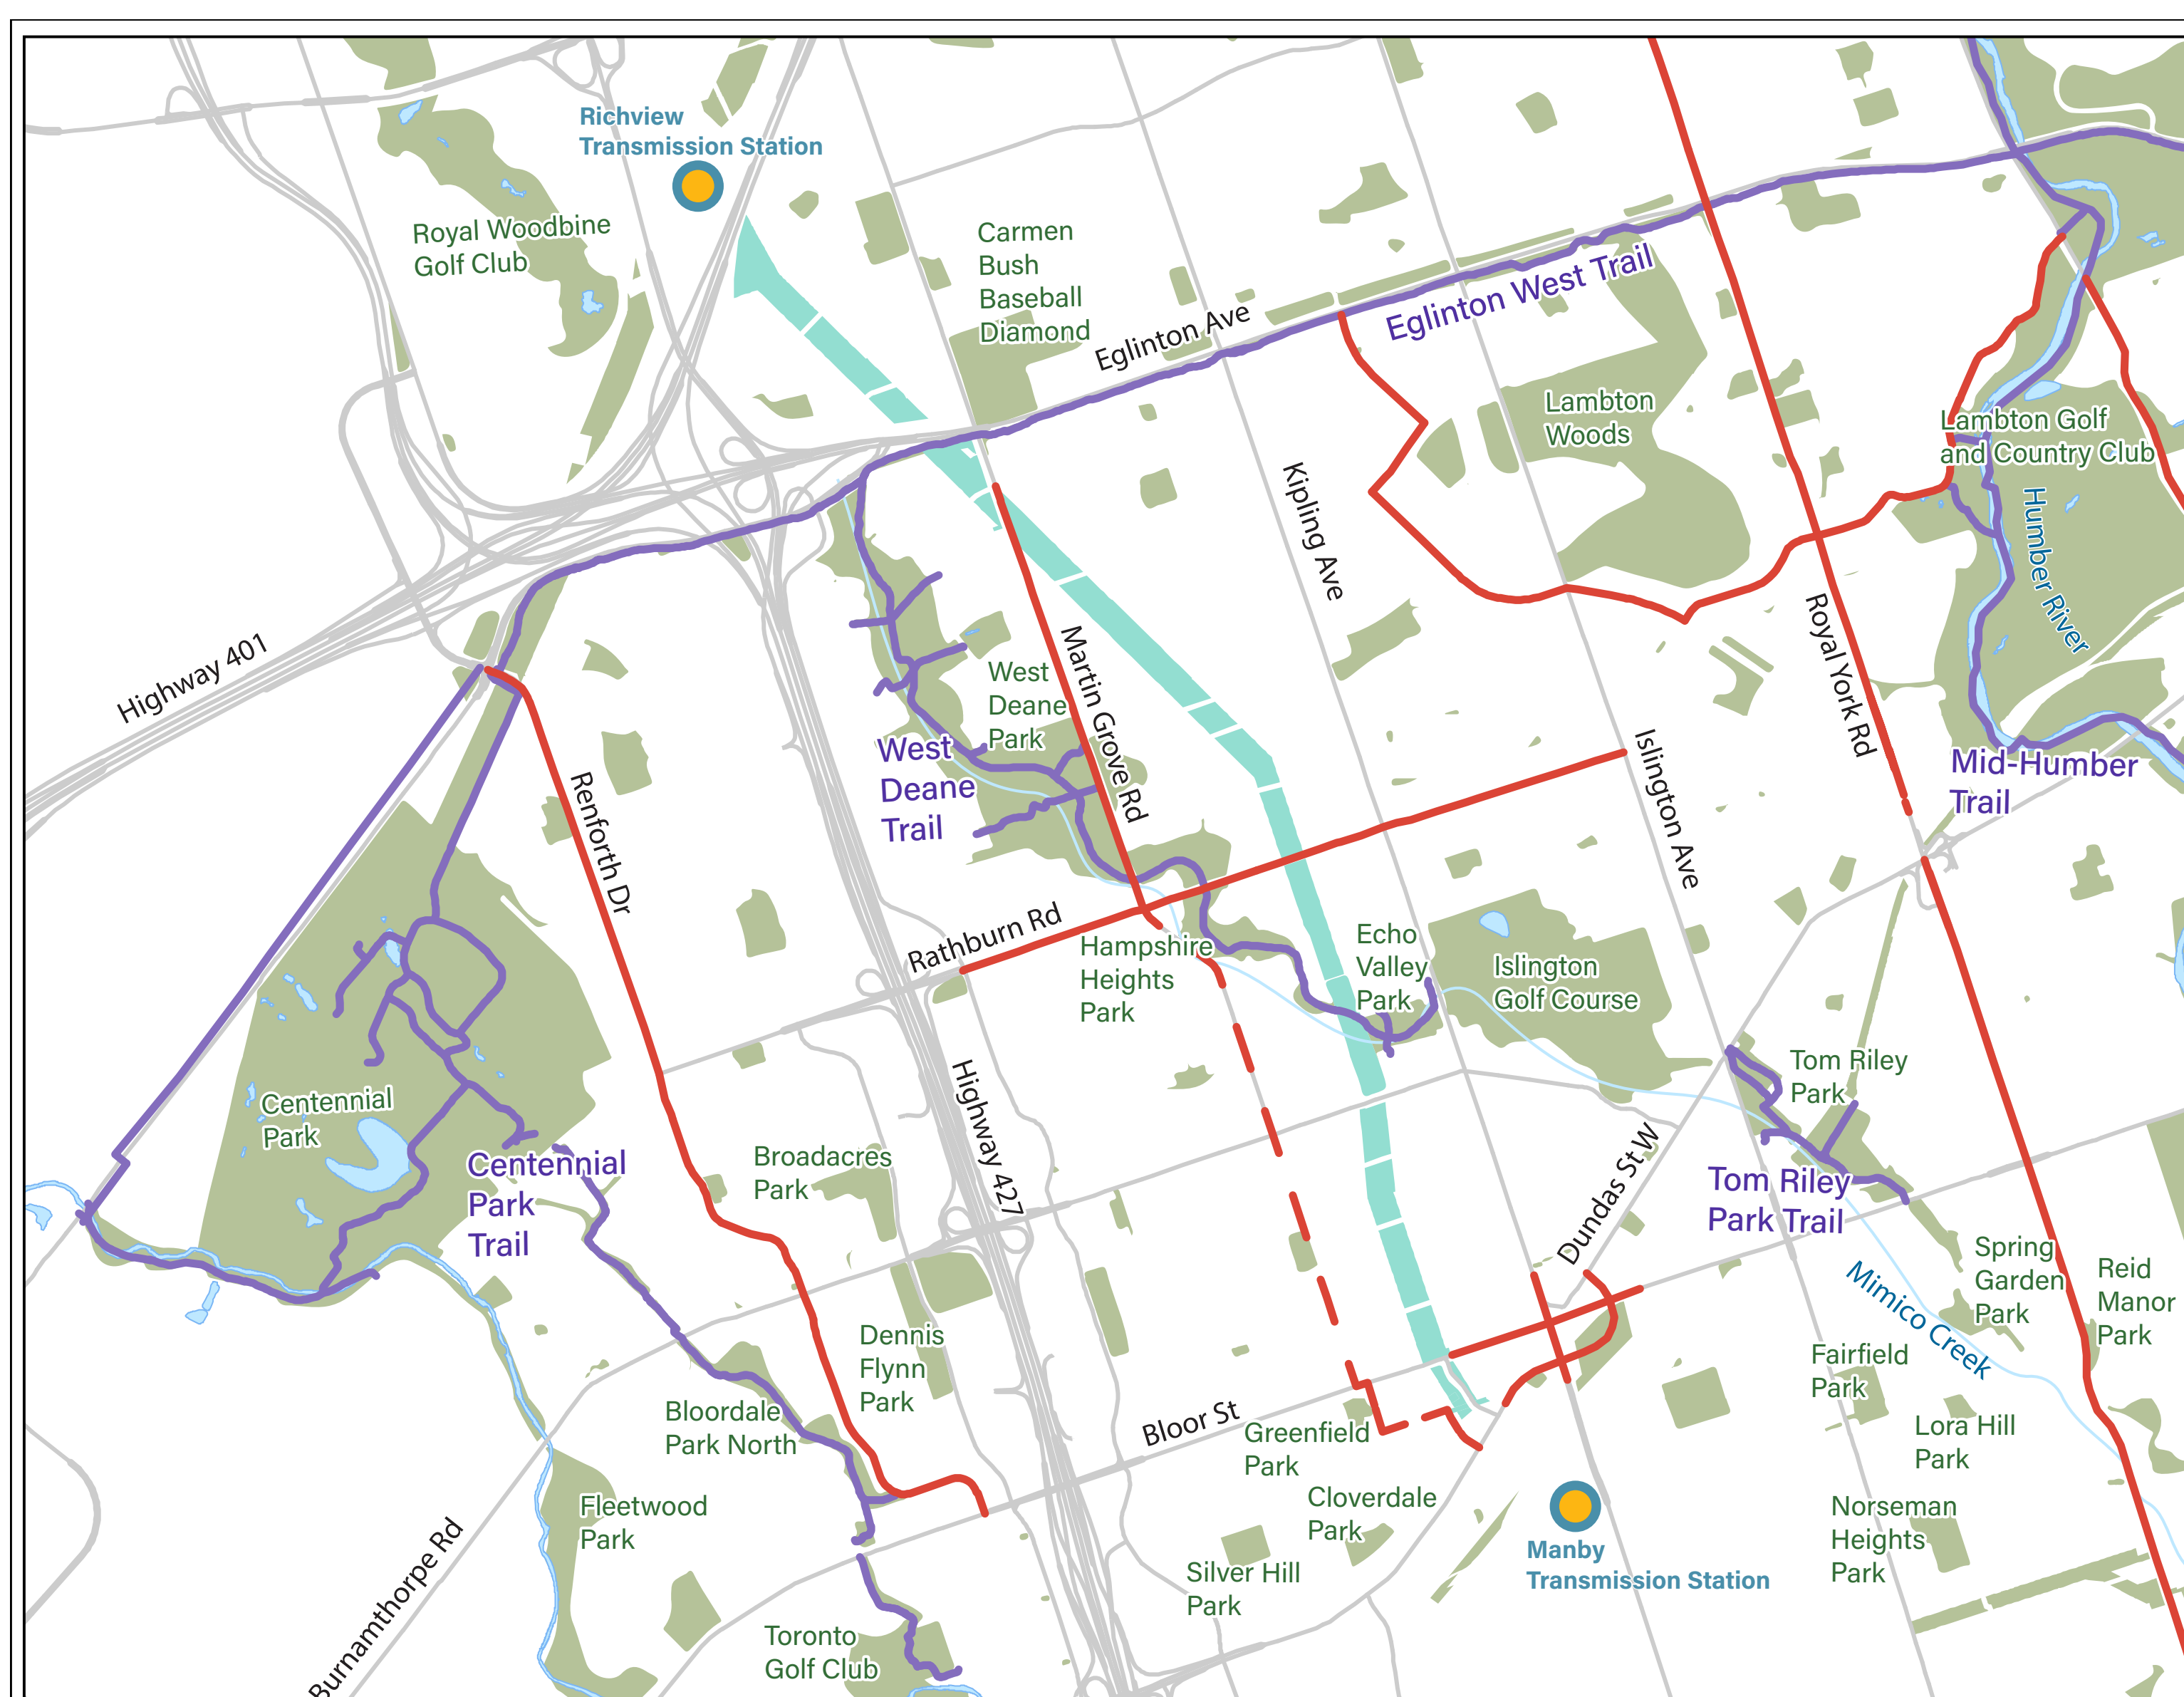 Richview
Transmission Station
Royal Woodbine
Golf Club
Carmen
Bush
Baseball
Diamond
Eglinton Ave
Eglinton West Trail
Lambton
Woods
Lambton Golf
and Country Club
Kipling Ave
Humber River
Highway 401
Royal York Rd
Martin Grove Rd
West
Deane
Park
West
Deane
Trail
Renforth Dr
Islington Ave
Mid-Humber
Trail
Rathburn Rd
Hampshire
Heights
Park
Echo
Valley
Park
Islington
Golf Course
Tom Riley
Park
Centennial
Park
Highway 427
Centennial
Park
Trail
Broadacres
Park
Dundas St W
Tom Riley
Park Trail
Mimico Creek
Spring
Garden
Park
Reid
Manor
Park
Dennis
Flynn
Park
Fairfield
Park
Bloordale
Park North
Bloor St
Greenfield
Park
Lora Hill
Park
Fleetwood
Park
Cloverdale
Park
Norseman
Heights
Park
Burnamthorpe Rd
Manby
Transmission Station
Silver Hill
Park
Toronto
Golf Club